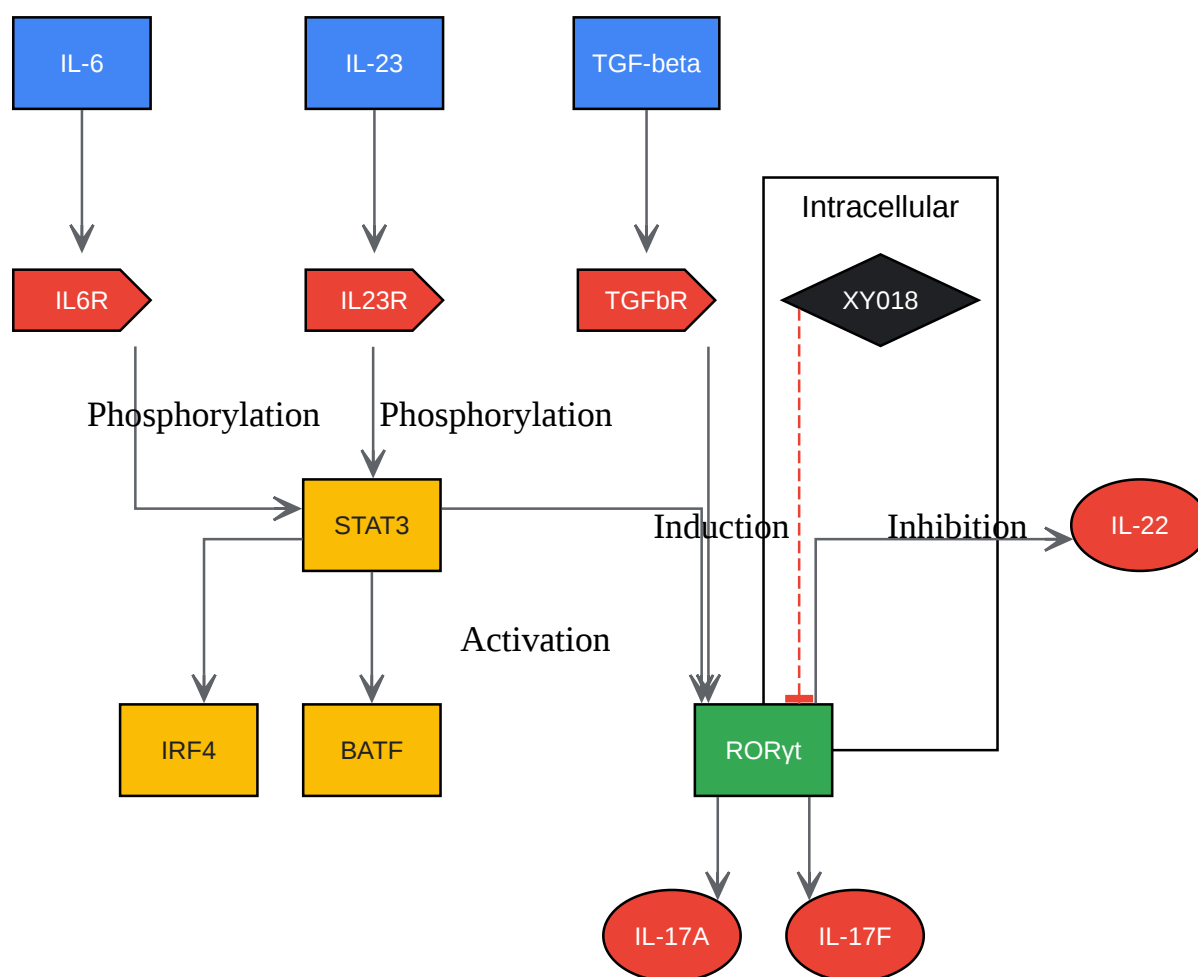 IL-6
IL-23
TGF-beta
Intracellular
IL6R
IL23R
TGFbR
XY018
Phosphorylation
Phosphorylation
STAT3
Induction
Inhibition
IL-22
Activation
IRF4
BATF
RORγt
IL-17A
IL-17F